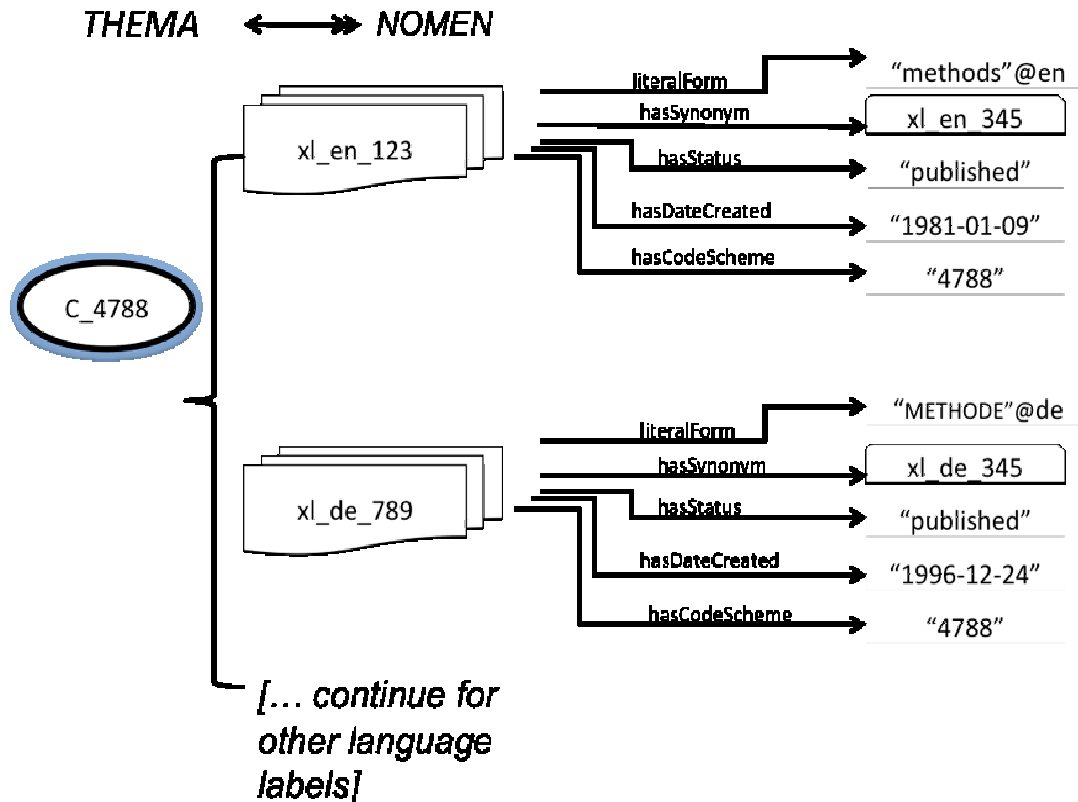 THEMA NOMEN
literalForm
"methods"@en
hasSynonym
xl_en_345
xl_en_123
hasStatus
"published"
hasDateCreated
"1981-01-09"
hasCodeScheme
"4788"
C_4788
literalForm
"METHODE"@de
hasSynonym
xl_de_345
xl_de_789
hasStatus
"published"
hasDateCreated
"1996-12-24"
hasCodeScheme
"4788"
[... continue for
other language
labels]